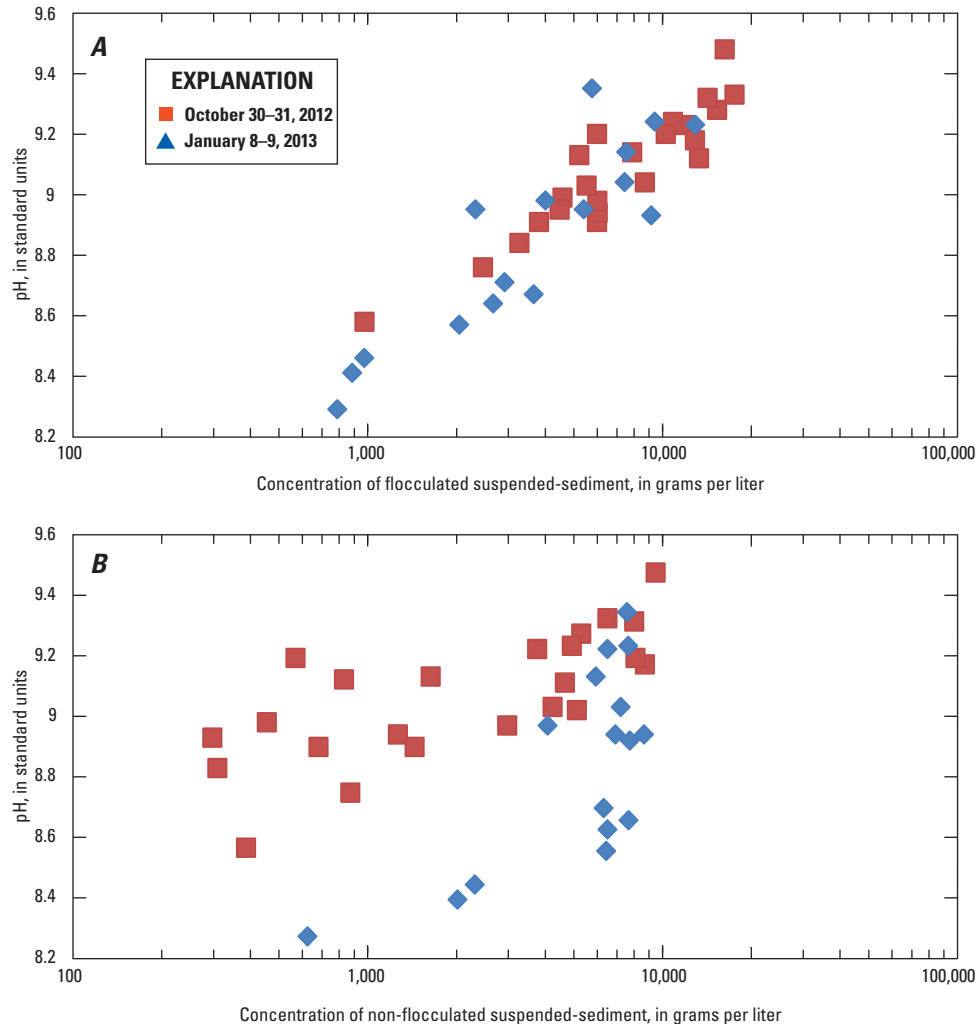 A
EXPLANATION
October 30–31, 2012
January 8–9, 2013
pH, in standard units
9.6
9.4
9.2
9
8.8
8.6
8.4
8.2
100
1,000
10,000
100,000
Concentration of flocculated suspended-sediment, in grams per liter
B
pH, in standard units
9.6
9.4
9.2
9
8.8
8.6
8.4
8.2
100
1,000
10,000
100,000
Concentration of non-flocculated suspended-sediment, in grams per liter